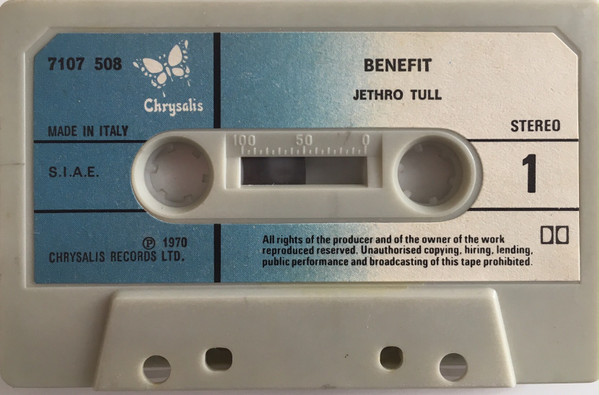 7107 508
Chrysalis
BENEFIT
JETHRO TULL
MADE IN ITALY
STEREO
100 50 0
S.I.A.E.
1
℗ 1970
CHRYSALIS RECORDS LTD.
All rights of the producer and of the owner of the work
reproduced reserved. Unauthorised copying, hiring, lending,
public performance and broadcasting of this tape prohibited.